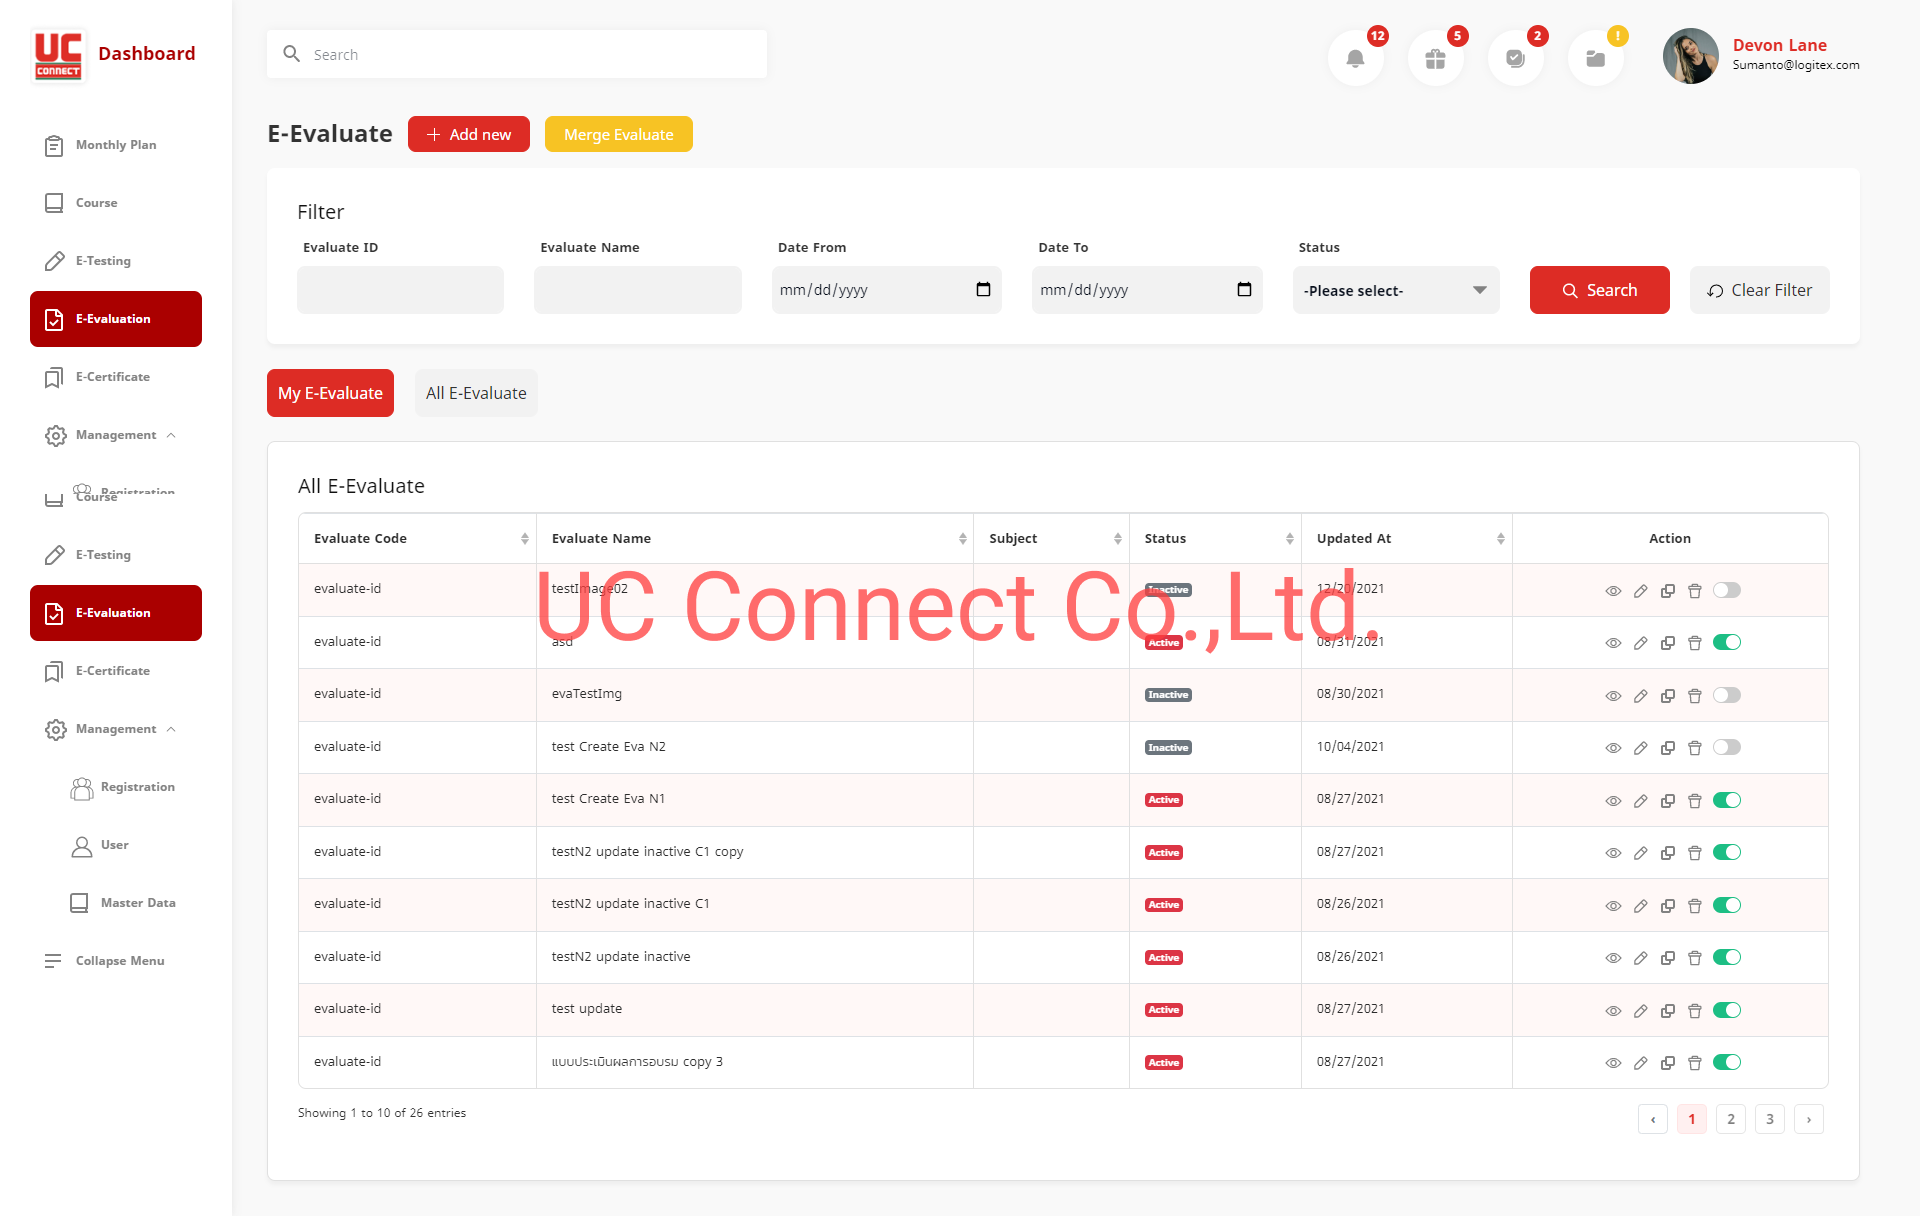 UC
CONNECT
Dashboard
Search
12
5
2
!
Devon Lane
Sumanto@logitex.com
Monthly Plan
Course
E-Testing
E-Evaluation
E-Certificate
Management
Registration
Course
E-Testing
E-Evaluation
E-Certificate
Management
Registration
User
Master Data
Collapse Menu
E-Evaluate
Add new
Merge Evaluate
Filter
Evaluate ID
Evaluate Name
Date From
Date To
Status
mm/dd/yyyy
mm/dd/yyyy
-Please select-
Search
Clear Filter
My E-Evaluate
All E-Evaluate
All E-Evaluate
Evaluate Code Evaluate Name Subject Status Updated At Action
evaluate-id testImage02 Inactive 12/20/2021
UC Connect Co.,Ltd.
evaluate-id asd Active 08/31/2021
evaluate-id evaTestImg Inactive 08/30/2021
evaluate-id test Create Eva N2 Inactive 10/04/2021
evaluate-id test Create Eva N1 Active 08/27/2021
evaluate-id testN2 update inactive C1 copy Active 08/27/2021
evaluate-id testN2 update inactive C1 Active 08/26/2021
evaluate-id testN2 update inactive Active 08/26/2021
evaluate-id test update Active 08/27/2021
evaluate-id แบบประเมินผลการอบรม copy 3 Active 08/27/2021
Showing 1 to 10 of 26 entries
‹ 1 2 3 ›